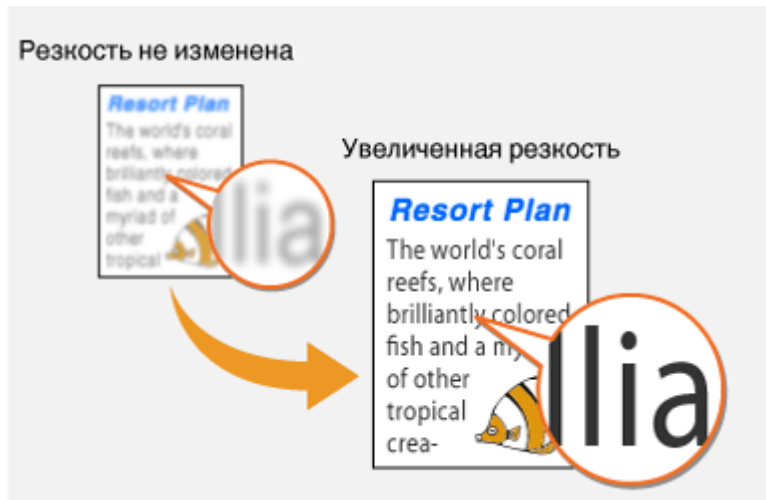 Резкость не изменена
Resort Plan
The world's coral
reefs, where
brilliantly colored
fish and a
myriad of
other
tropical
lia
Увеличенная резкость
Resort Plan
The world's coral
reefs, where
brilliantly colored
fish and a my
of other
tropical
crea-
llia